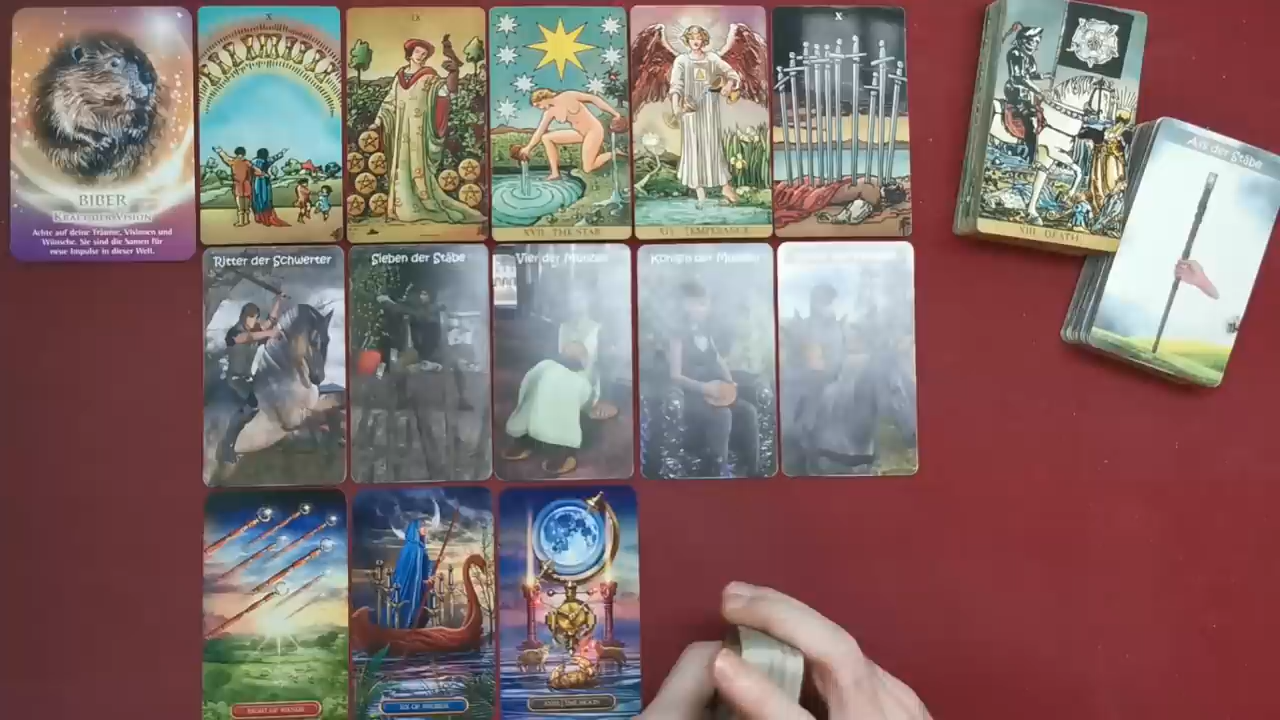 BIBER
KRAFT DER VISION
Achte auf deine Träume, Visionen und
Wünsche. Sie sind die Samen für
neue Impulse in dieser Welt.
X
IX
XVII THE STAR
XIV TEMPERANCE
X
XIII DEATH
As der Stäbe
Ritter der Schwerter
Sieben der Stäbe
Vier der Münzen
Königin der Münzen
EIGHT OF WANDS
SIX OF SWORDS
XVIII | THE MOON